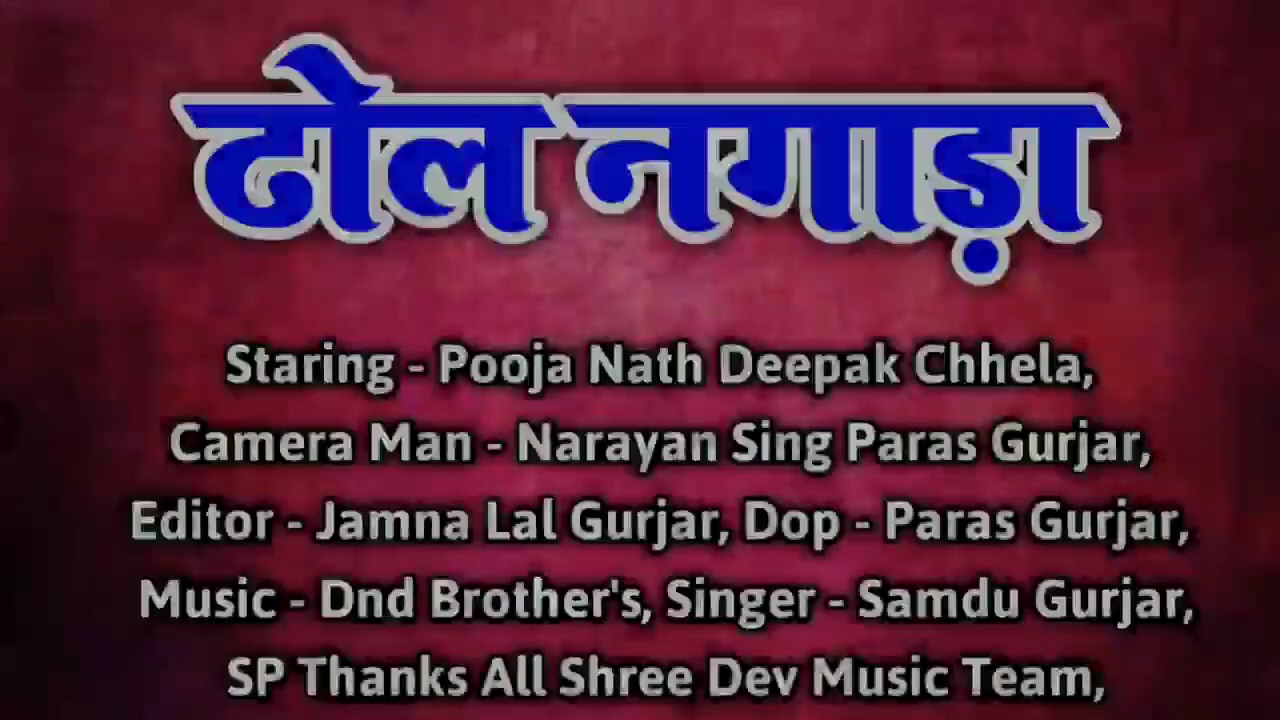 ढोल नगाड़ा
Staring - Pooja Nath Deepak Chhela,
Camera Man - Narayan Sing Paras Gurjar,
Editor - Jamna Lal Gurjar, Dop - Paras Gurjar,
Music - Dnd Brother's, Singer - Samdu Gurjar,
SP Thanks All Shree Dev Music Team,